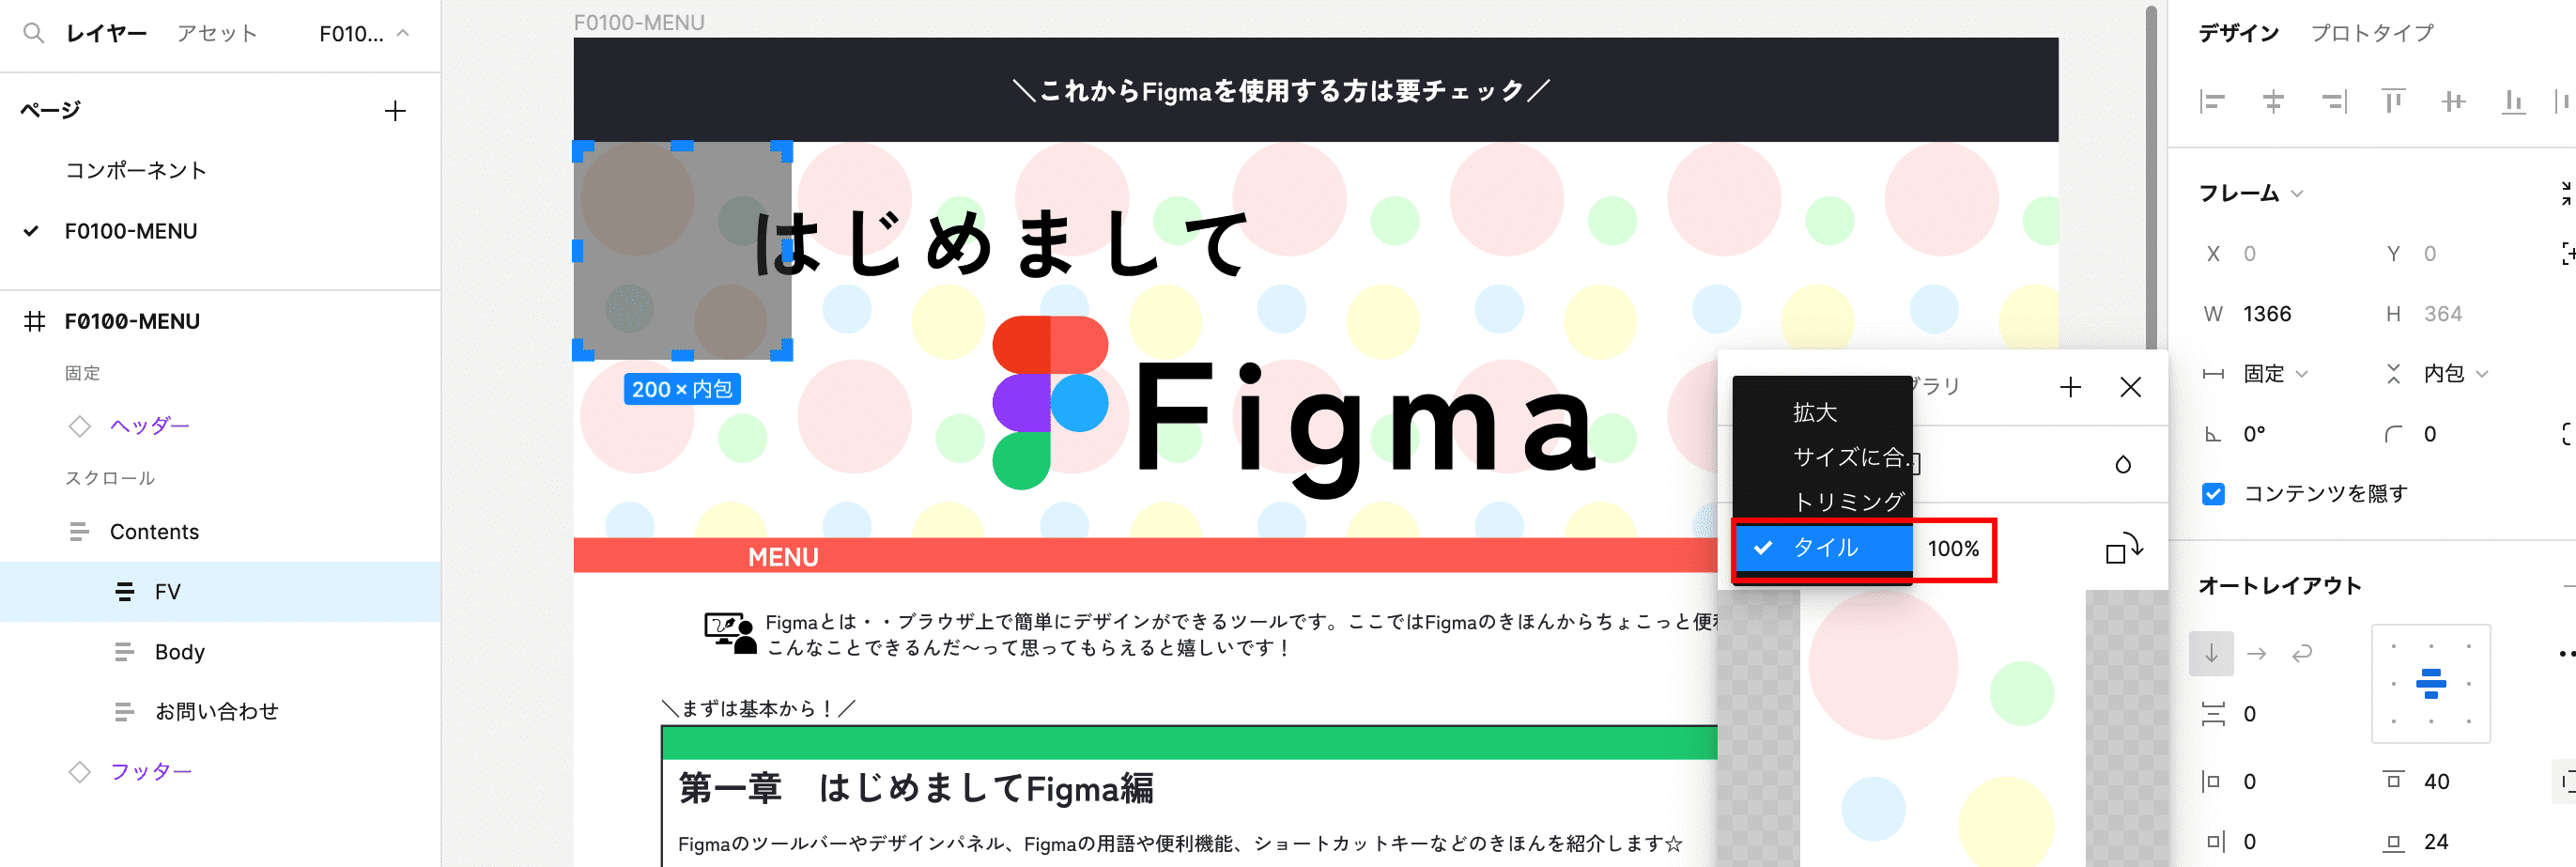 レイヤー アセット F010...
ページ
コンポーネント
F0100-MENU
F0100-MENU
固定
ヘッダー
スクロール
Contents
FV
Body
お問い合わせ
フッター
F0100-MENU
＼これからFigmaを使用する方は要チェック／
はじめまして
Figma
200 × 内包
MENU
Figmaとは・・ブラウザ上で簡単にデザインができるツールです。ここではFigmaのきほんからちょこっと便利
こんなことできるんだ〜って思ってもらえると嬉しいです！
＼まずは基本から！／
第一章　はじめましてFigma編
Figmaのツールバーやデザインパネル、Figmaの用語や便利機能、ショートカットキーなどのきほんを紹介します☆
ブラリ
拡大
サイズに合...
トリミング
タイル 100%
デザイン プロトタイプ
フレーム
X 0 Y 0
W 1366 H 364
固定 内包
0° 0
コンテンツを隠す
オートレイアウト
0
0 40
0 24